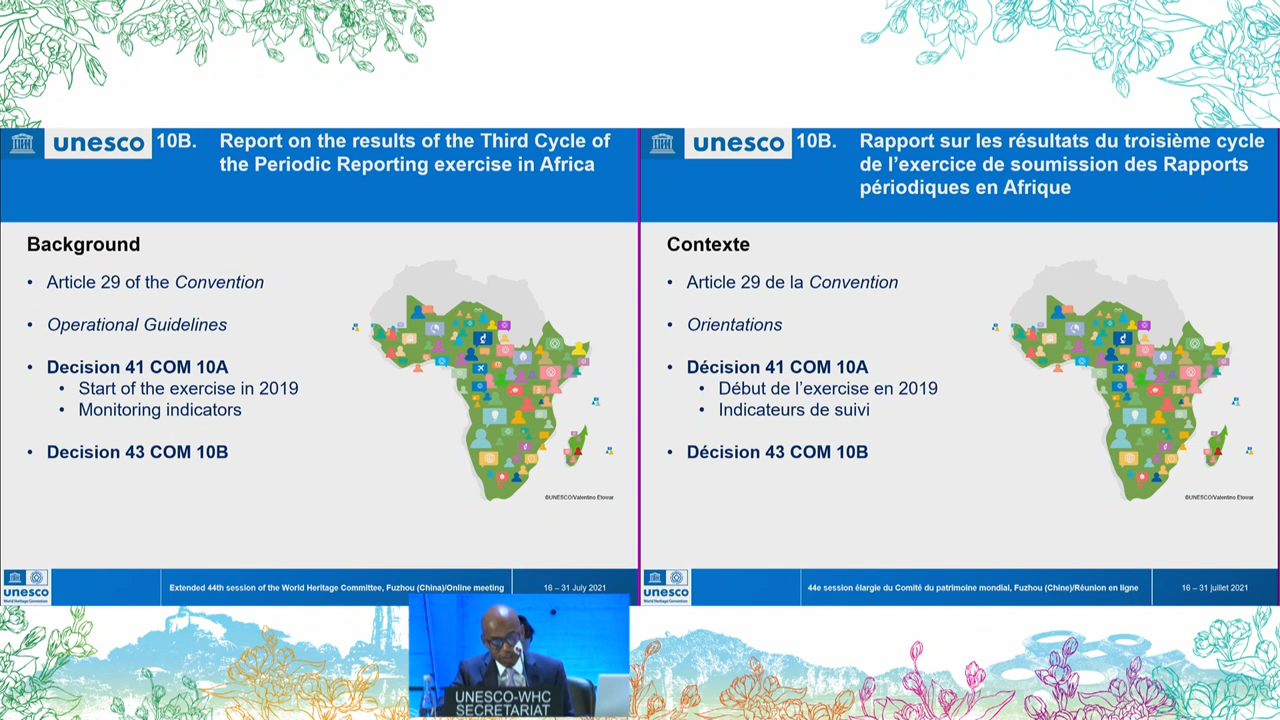 unesco
10B.
Report on the results of the Third Cycle of
the Periodic Reporting exercise in Africa
Background
• Article 29 of the Convention
• Operational Guidelines
• Decision 41 COM 10A
• Start of the exercise in 2019
• Monitoring indicators
• Decision 43 COM 10B
©UNESCO/Valentino Etowar
unesco
World Heritage Convention
Extended 44th session of the World Heritage Committee, Fuzhou (China)/Online meeting
16 – 31 July 2021
unesco
10B.
Rapport sur les résultats du troisième cycle
de l’exercice de soumission des Rapports
périodiques en Afrique
Contexte
• Article 29 de la Convention
• Orientations
• Décision 41 COM 10A
• Début de l’exercise en 2019
• Indicateurs de suivi
• Décision 43 COM 10B
©UNESCO/Valentino Etowar
unesco
World Heritage Convention
44e session élargie du Comité du patrimoine mondial, Fuzhou (Chine)/Réunion en ligne
16 – 31 juillet 2021
UNESCO-WHC
SECRETARIAT